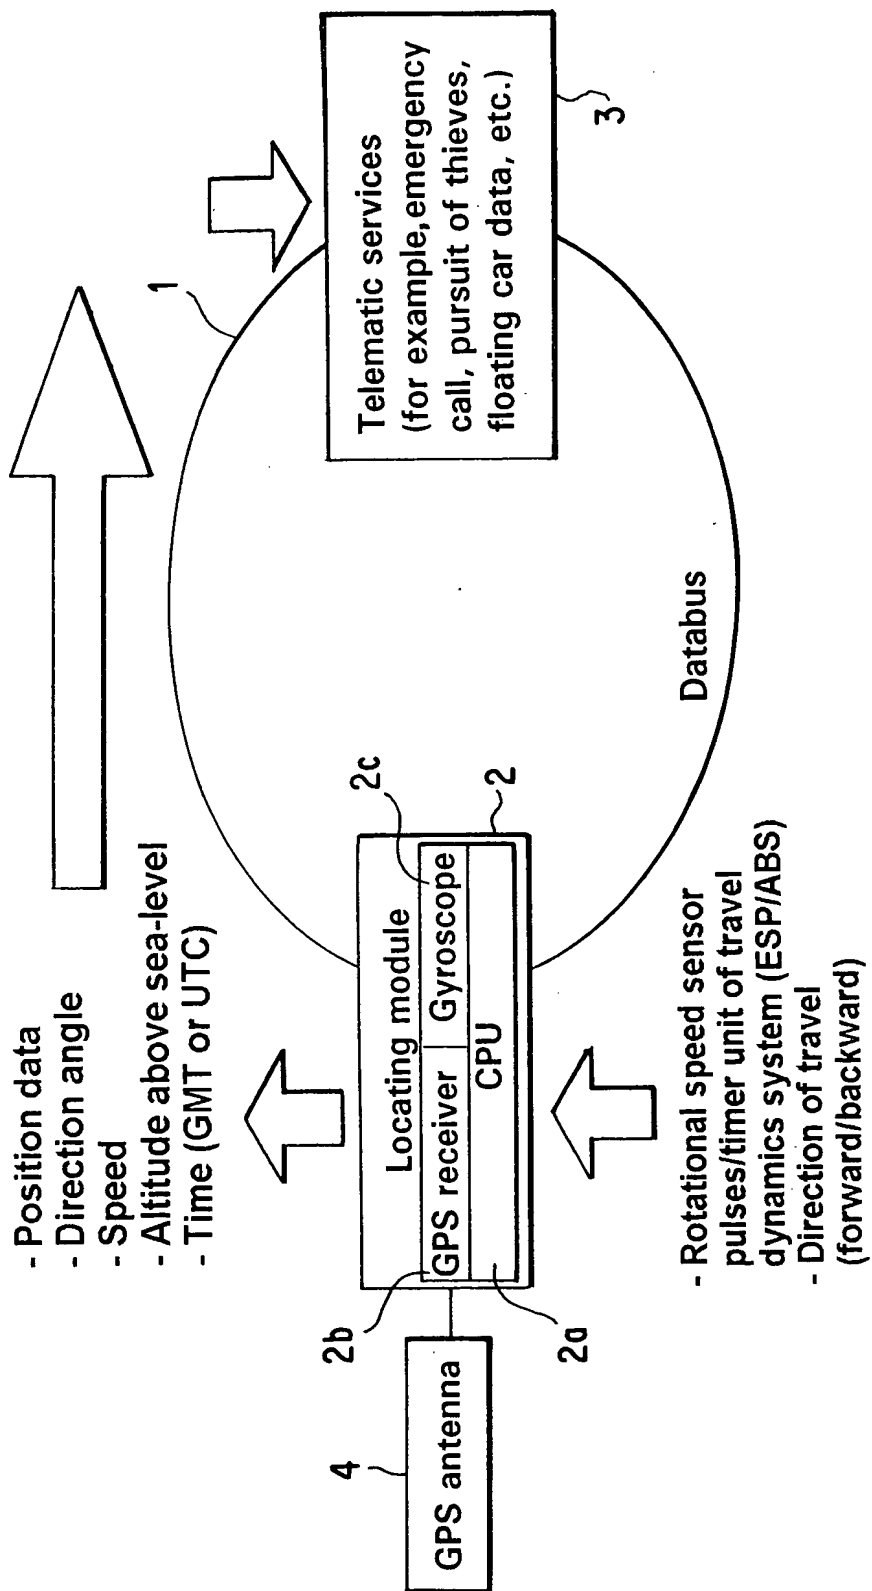 - Position data
- Direction angle
- Speed
- Altitude above sea-level
- Time (GMT or UTC)
1
Telematic services
(for example,emergency
call, pursuit of thieves,
floating car data, etc.)
3
Locating module
2c
GPS receiver
Gyroscope
CPU
2
2b
2a
4
GPS antenna
Databus
- Rotational speed sensor
pulses/timer unit of travel
dynamics system (ESP/ABS)
- Direction of travel
(forward/backward)